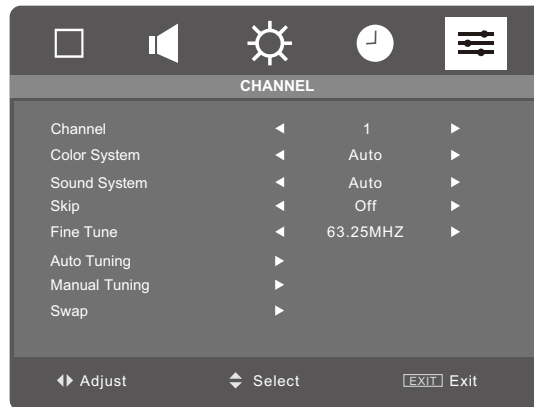 CHANNEL
Channel 1
Color System Auto
Sound System Auto
Skip Off
Fine Tune 63.25MHZ
Auto Tuning
Manual Tuning
Swap
Adjust Select EXIT Exit